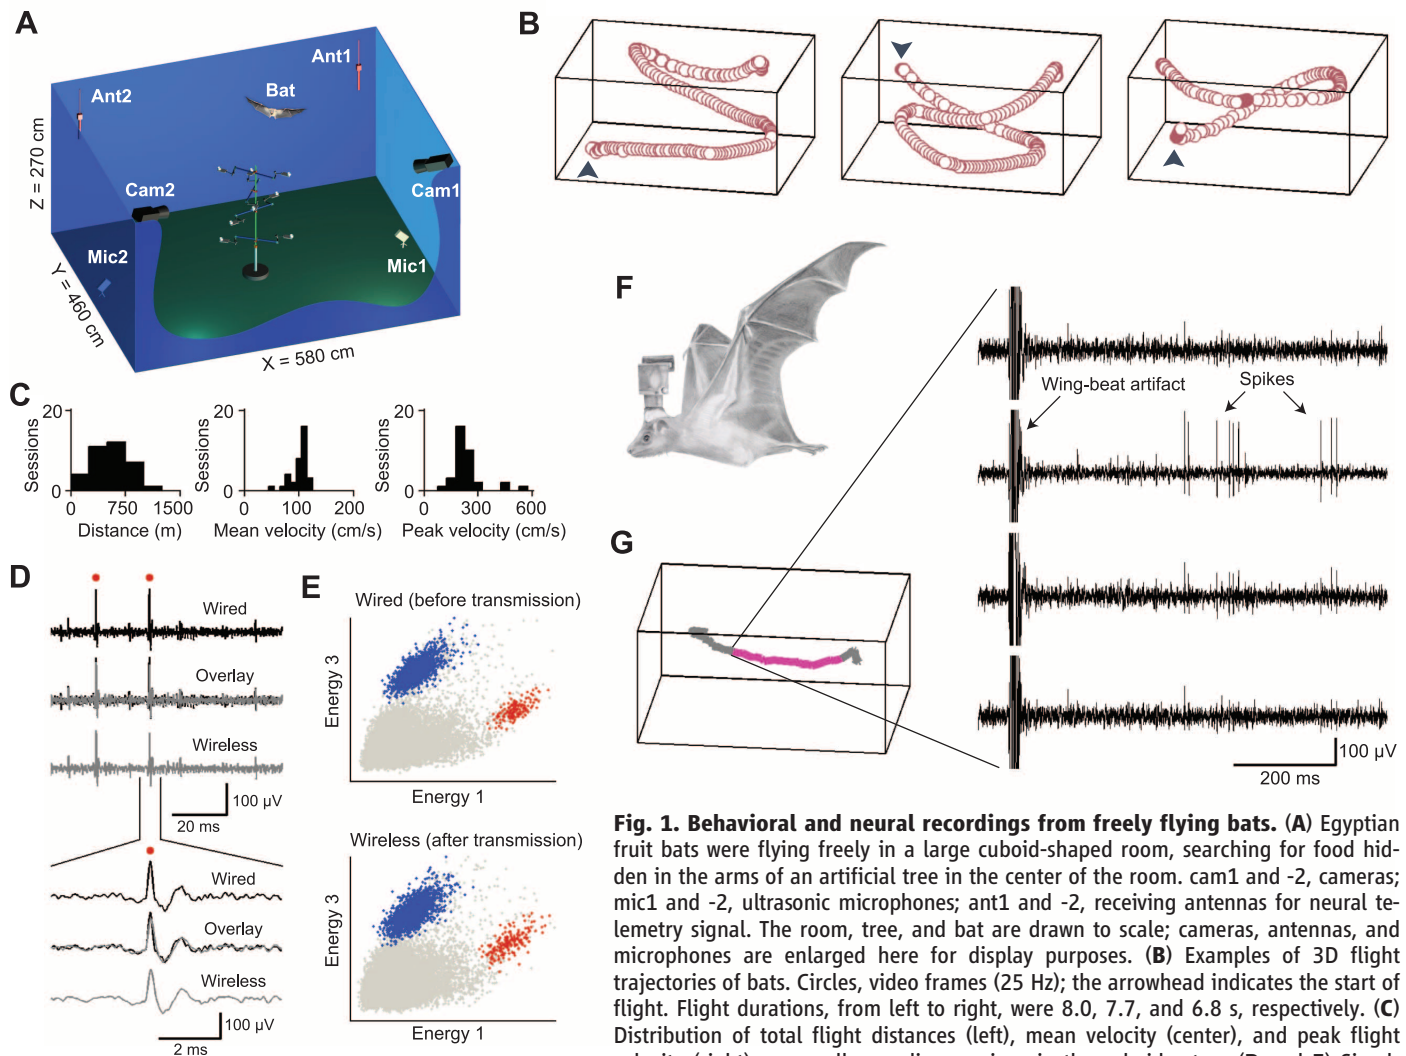 A
Ant1
Ant2
Bat
Cam2
Cam1
Mic2
Mic1
Z = 270 cm
Y = 460 cm
X = 580 cm
B
C
Sessions
20
0
0 750 1500
Distance (m)
Sessions
20
0
0 100 200
Mean velocity (cm/s)
Sessions
20
0
0 300 600
Peak velocity (cm/s)
D
Wired
Overlay
Wireless
100 µV
20 ms
Wired
Overlay
Wireless
100 µV
2 ms
E
Wired (before transmission)
Energy 3
Energy 1
Wireless (after transmission)
Energy 3
Energy 1
F
Wing-beat artifact
Spikes
G
100 µV
200 ms
Fig. 1. Behavioral and neural recordings from freely flying bats. (A) Egyptian
fruit bats were flying freely in a large cuboid-shaped room, searching for food hid-
den in the arms of an artificial tree in the center of the room. cam1 and -2, cameras;
mic1 and -2, ultrasonic microphones; ant1 and -2, receiving antennas for neural te-
lemetry signal. The room, tree, and bat are drawn to scale; cameras, antennas, and
microphones are enlarged here for display purposes. (B) Examples of 3D flight
trajectories of bats. Circles, video frames (25 Hz); the arrowhead indicates the start of
flight. Flight durations, from left to right, were 8.0, 7.7, and 6.8 s, respectively. (C)
Distribution of total flight distances (left), mean velocity (center), and peak flight